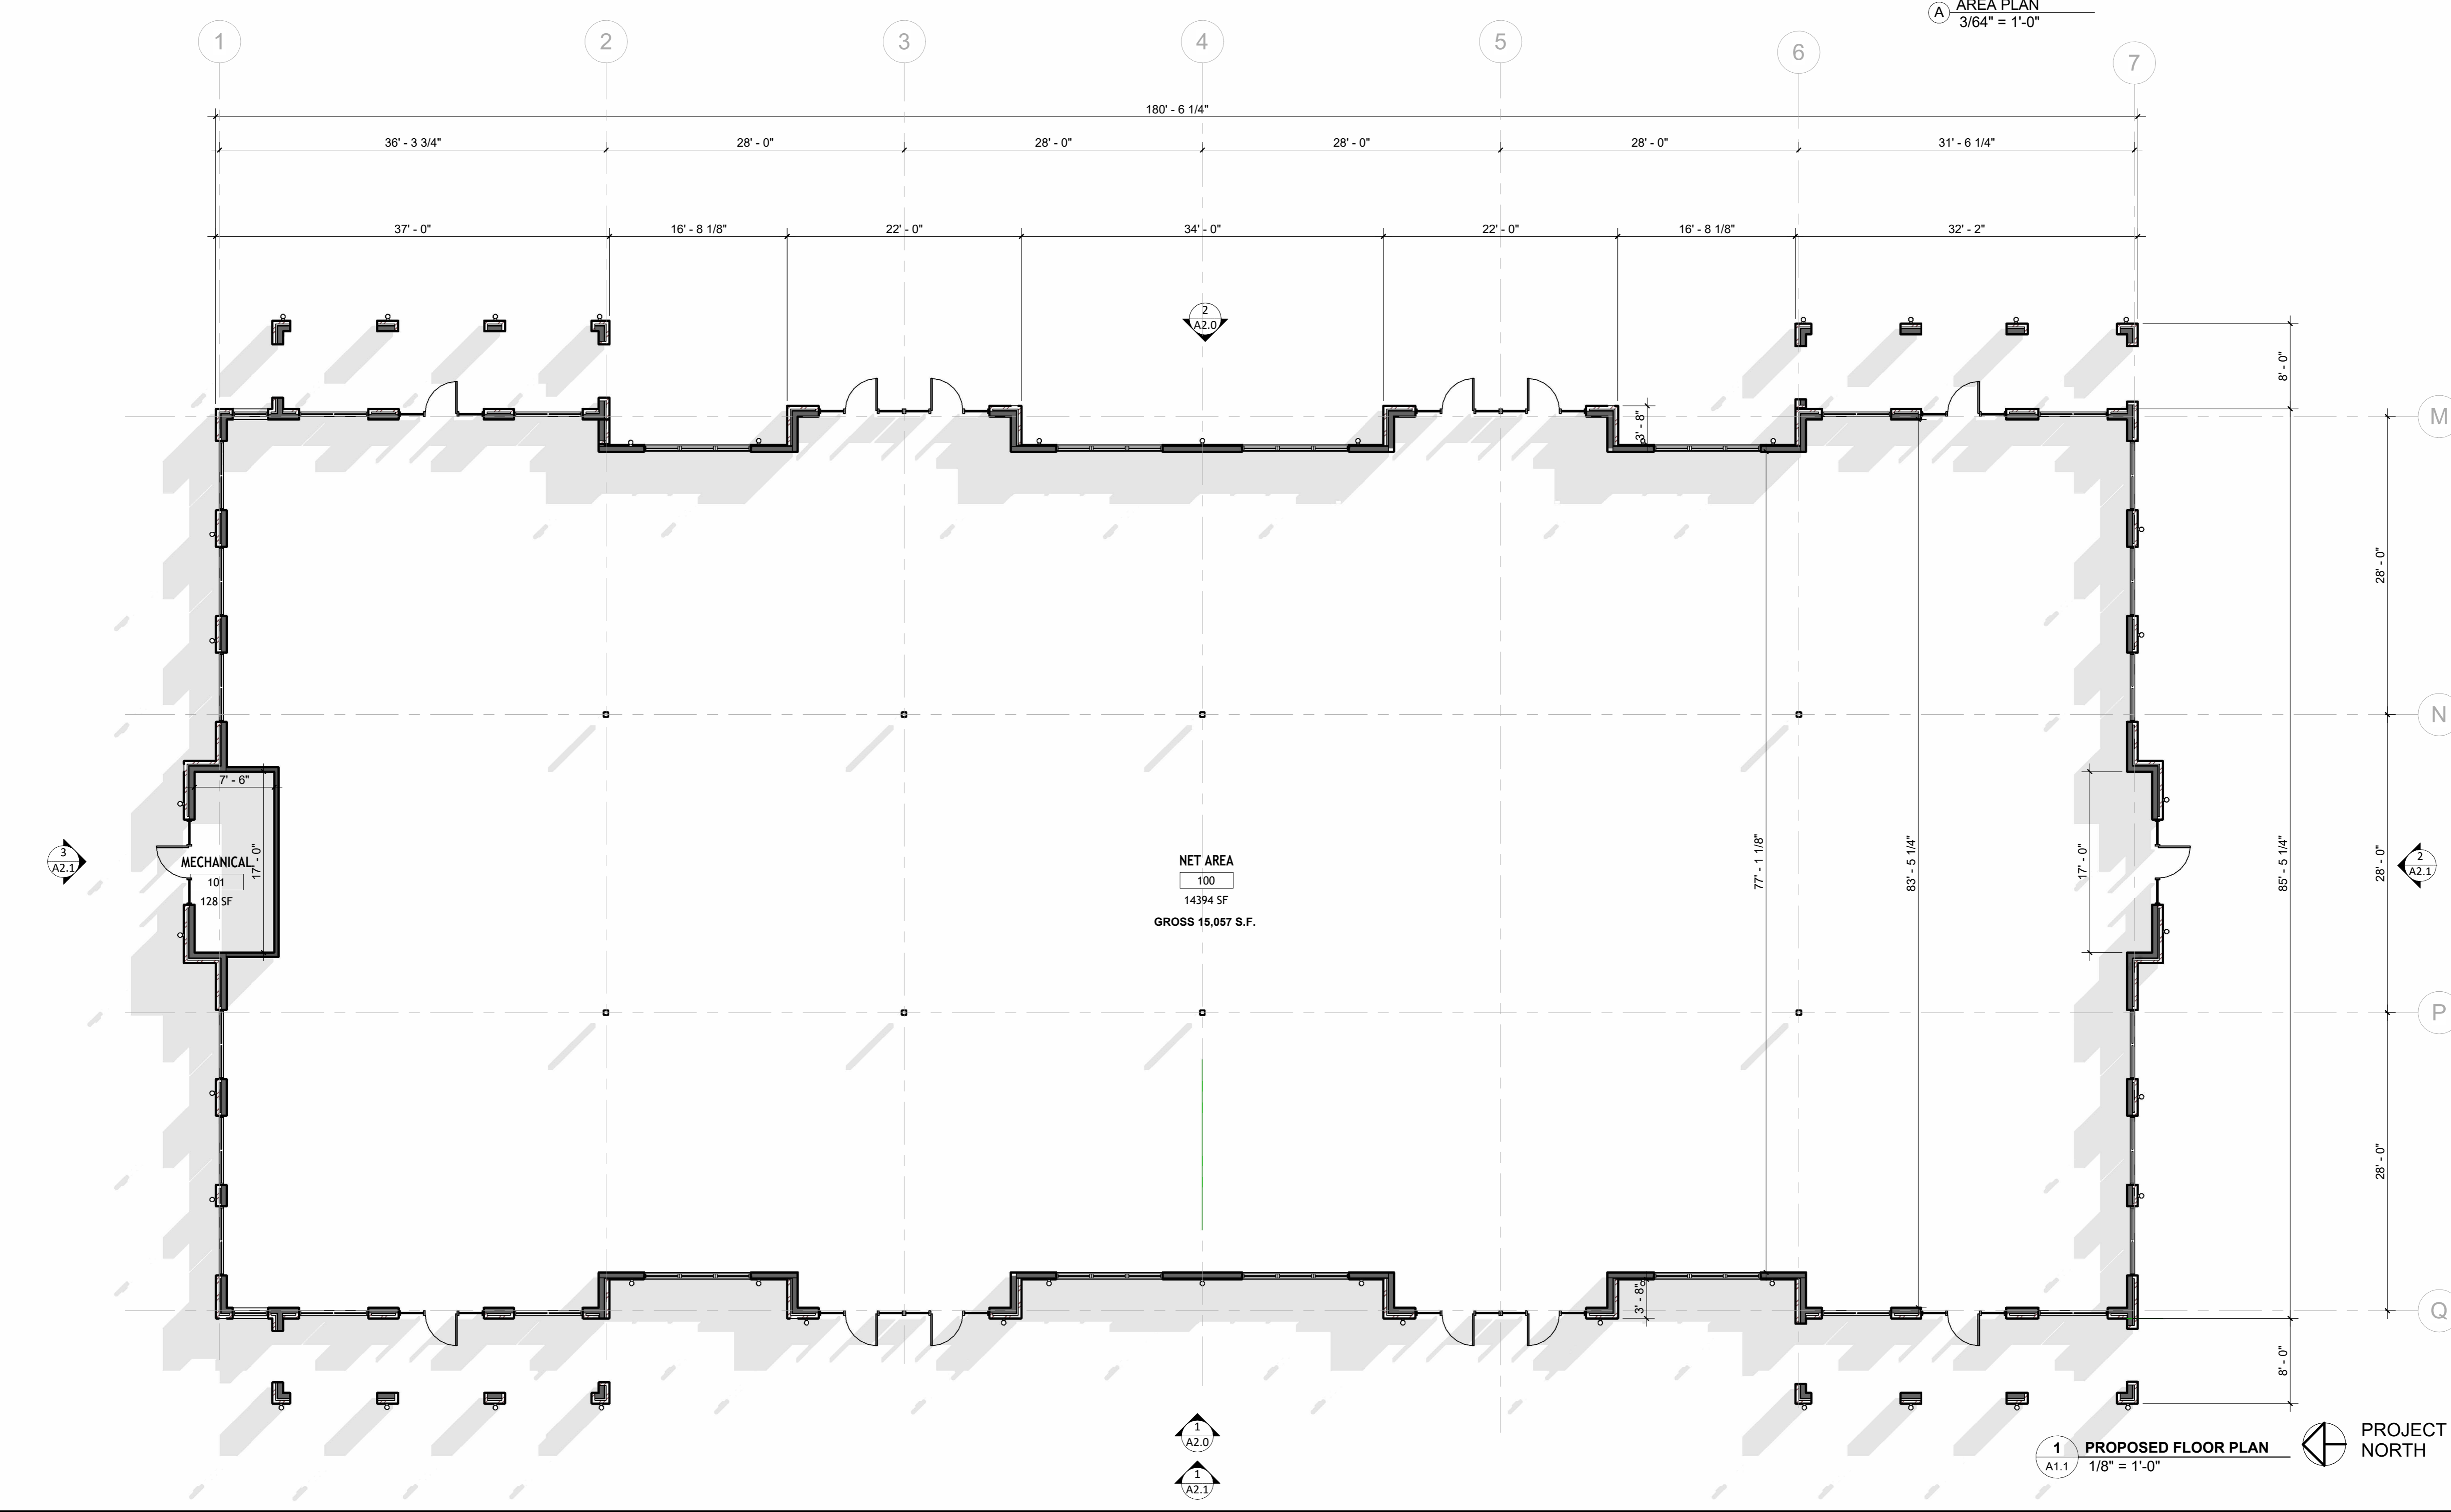 A AREA PLAN
3/64" = 1'-0"
1 2 3 4 5 6 7
180' - 6 1/4"
36' - 3 3/4" 28' - 0" 28' - 0" 28' - 0" 28' - 0" 31' - 6 1/4"
37' - 0" 16' - 8 1/8" 22' - 0" 34' - 0" 22' - 0" 16' - 8 1/8" 32' - 2"
2
A2.0
8' - 0"
3' - 8"
M
28' - 0"
N
7' - 6"
17' - 0"
MECHANICAL
101
128 SF
3
A2.1
NET AREA
100
14394 SF
GROSS 15,057 S.F.
77' - 1 1/8"
83' - 5 1/4"
17' - 0"
85' - 5 1/4"
28' - 0"
2
A2.1
P
28' - 0"
3' - 8"
Q
8' - 0"
1
A2.0
1
A2.1
1 PROPOSED FLOOR PLAN
A1.1 1/8" = 1'-0"
PROJECT
NORTH